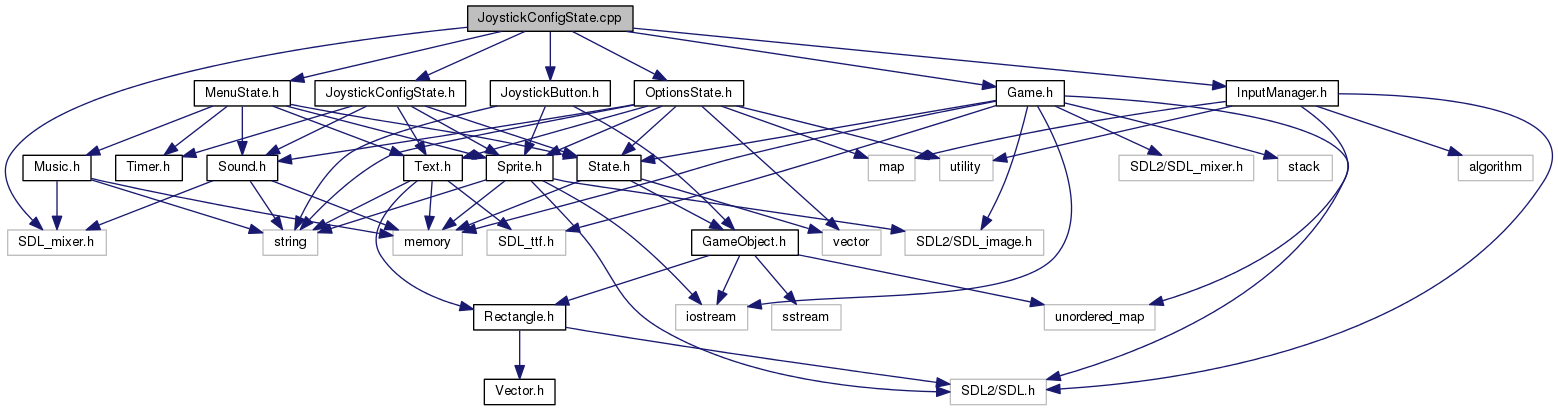 JoystickConfigState.cpp
MenuState.h
JoystickConfigState.h
JoystickButton.h
OptionsState.h
Game.h
InputManager.h
Music.h
Timer.h
Sound.h
Text.h
Sprite.h
State.h
map
utility
SDL2/SDL_mixer.h
stack
algorithm
SDL_mixer.h
string
memory
SDL_ttf.h
GameObject.h
vector
SDL2/SDL_image.h
Rectangle.h
iostream
sstream
unordered_map
Vector.h
SDL2/SDL.h